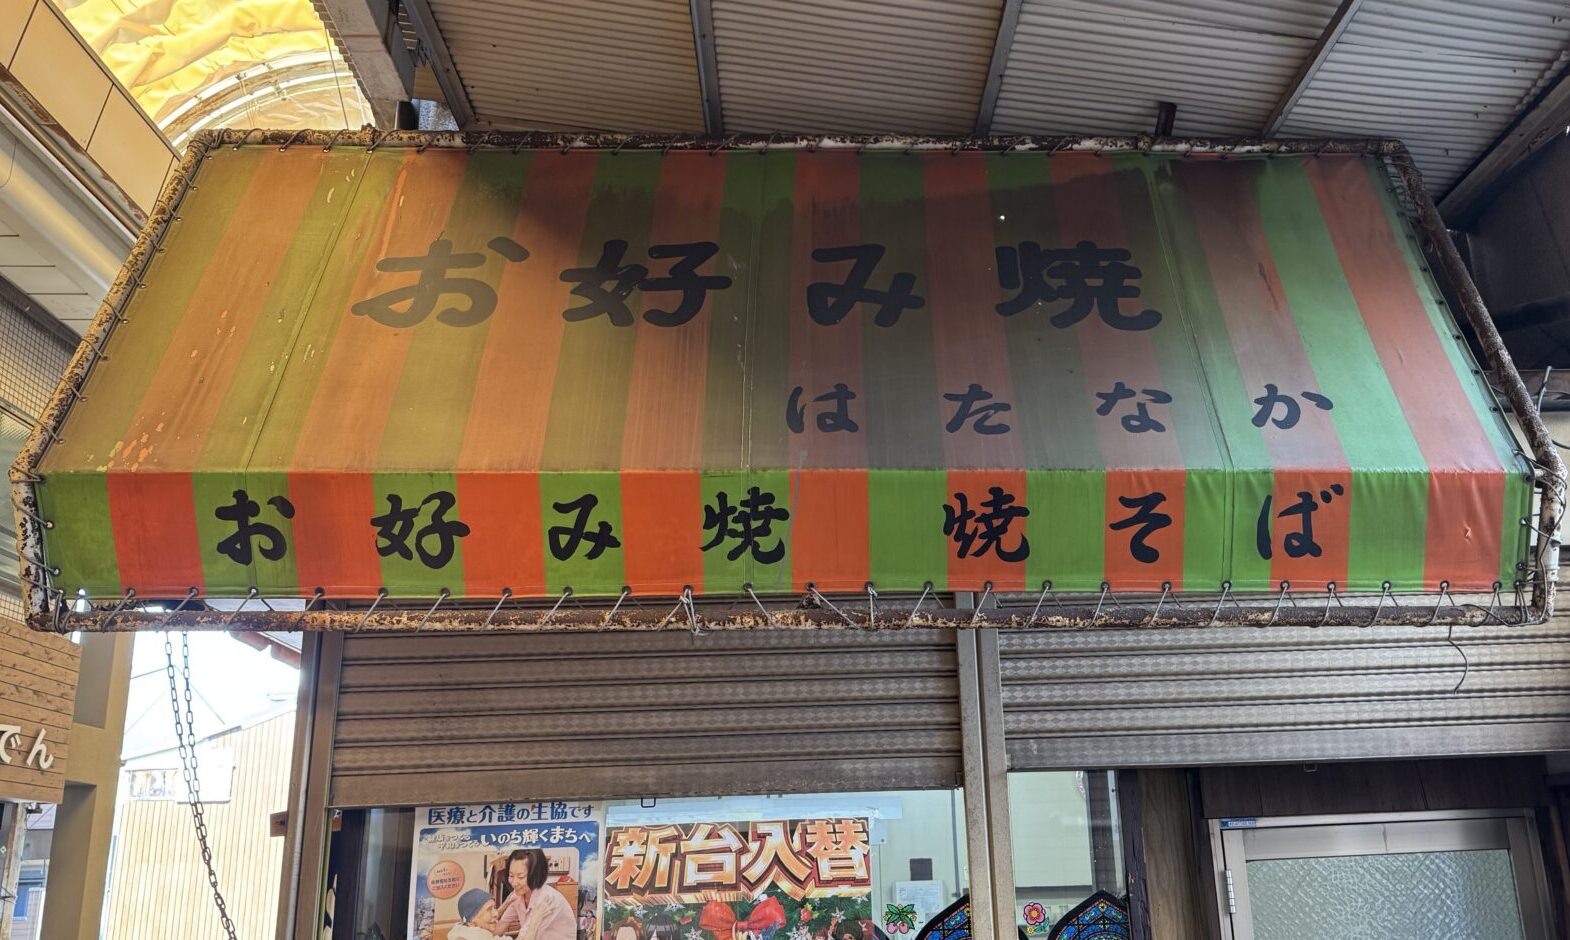 お好み焼
はたなか
お好み焼 焼そば
でん
医療と介護の生協です
いのち輝くまちへ
新台入替